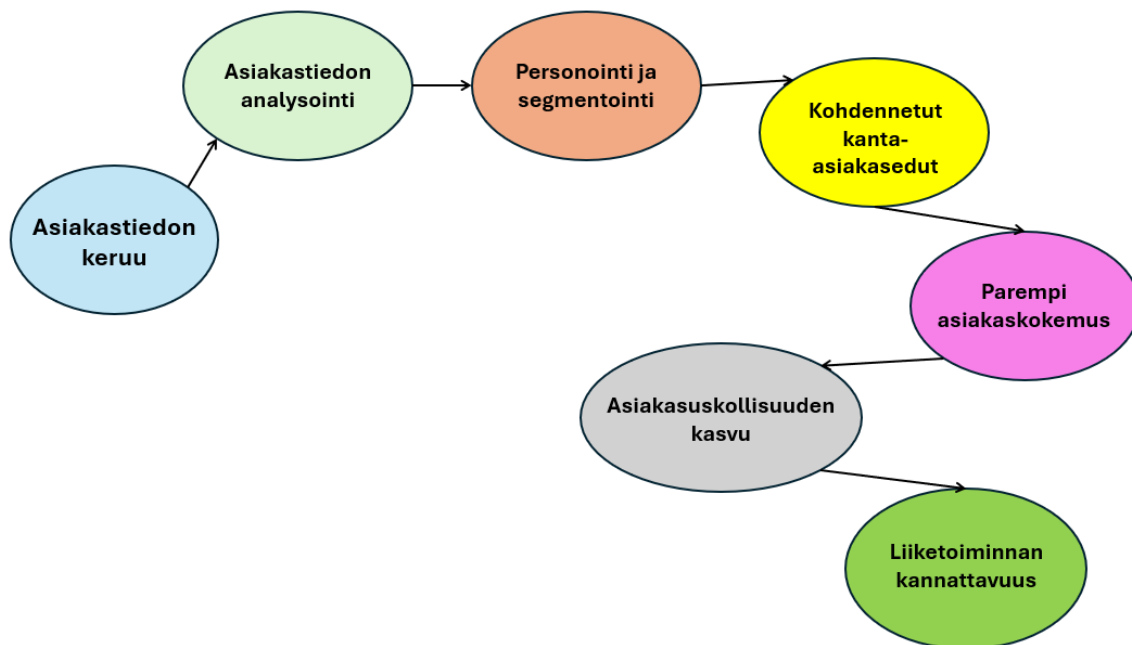 Asiakastiedon
keruu
Asiakastiedon
analysointi
Personointi ja
segmentointi
Kohdennetut
kanta-
asiakasedut
Parempi
asiakaskokemus
Asiakasuskollisuuden
kasvu
Liiketoiminnan
kannattavuus